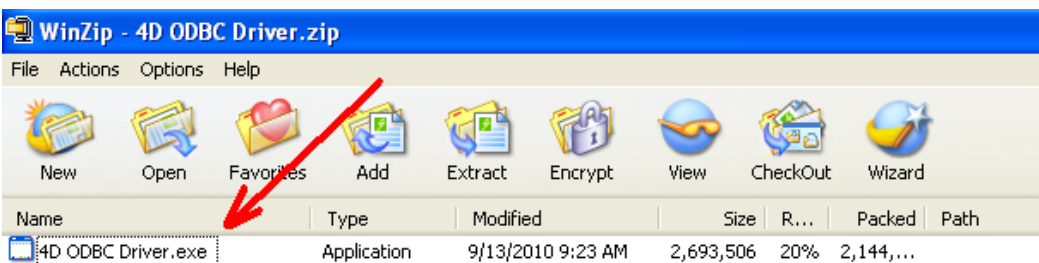 WinZip - 4D ODBC Driver.zip
File Actions Options Help
New Open Favorites Add Extract Encrypt View CheckOut Wizard
Name Type Modified Size R... Packed Path
4D ODBC Driver.exe Application 9/13/2010 9:23 AM 2,693,506 20% 2,144,...